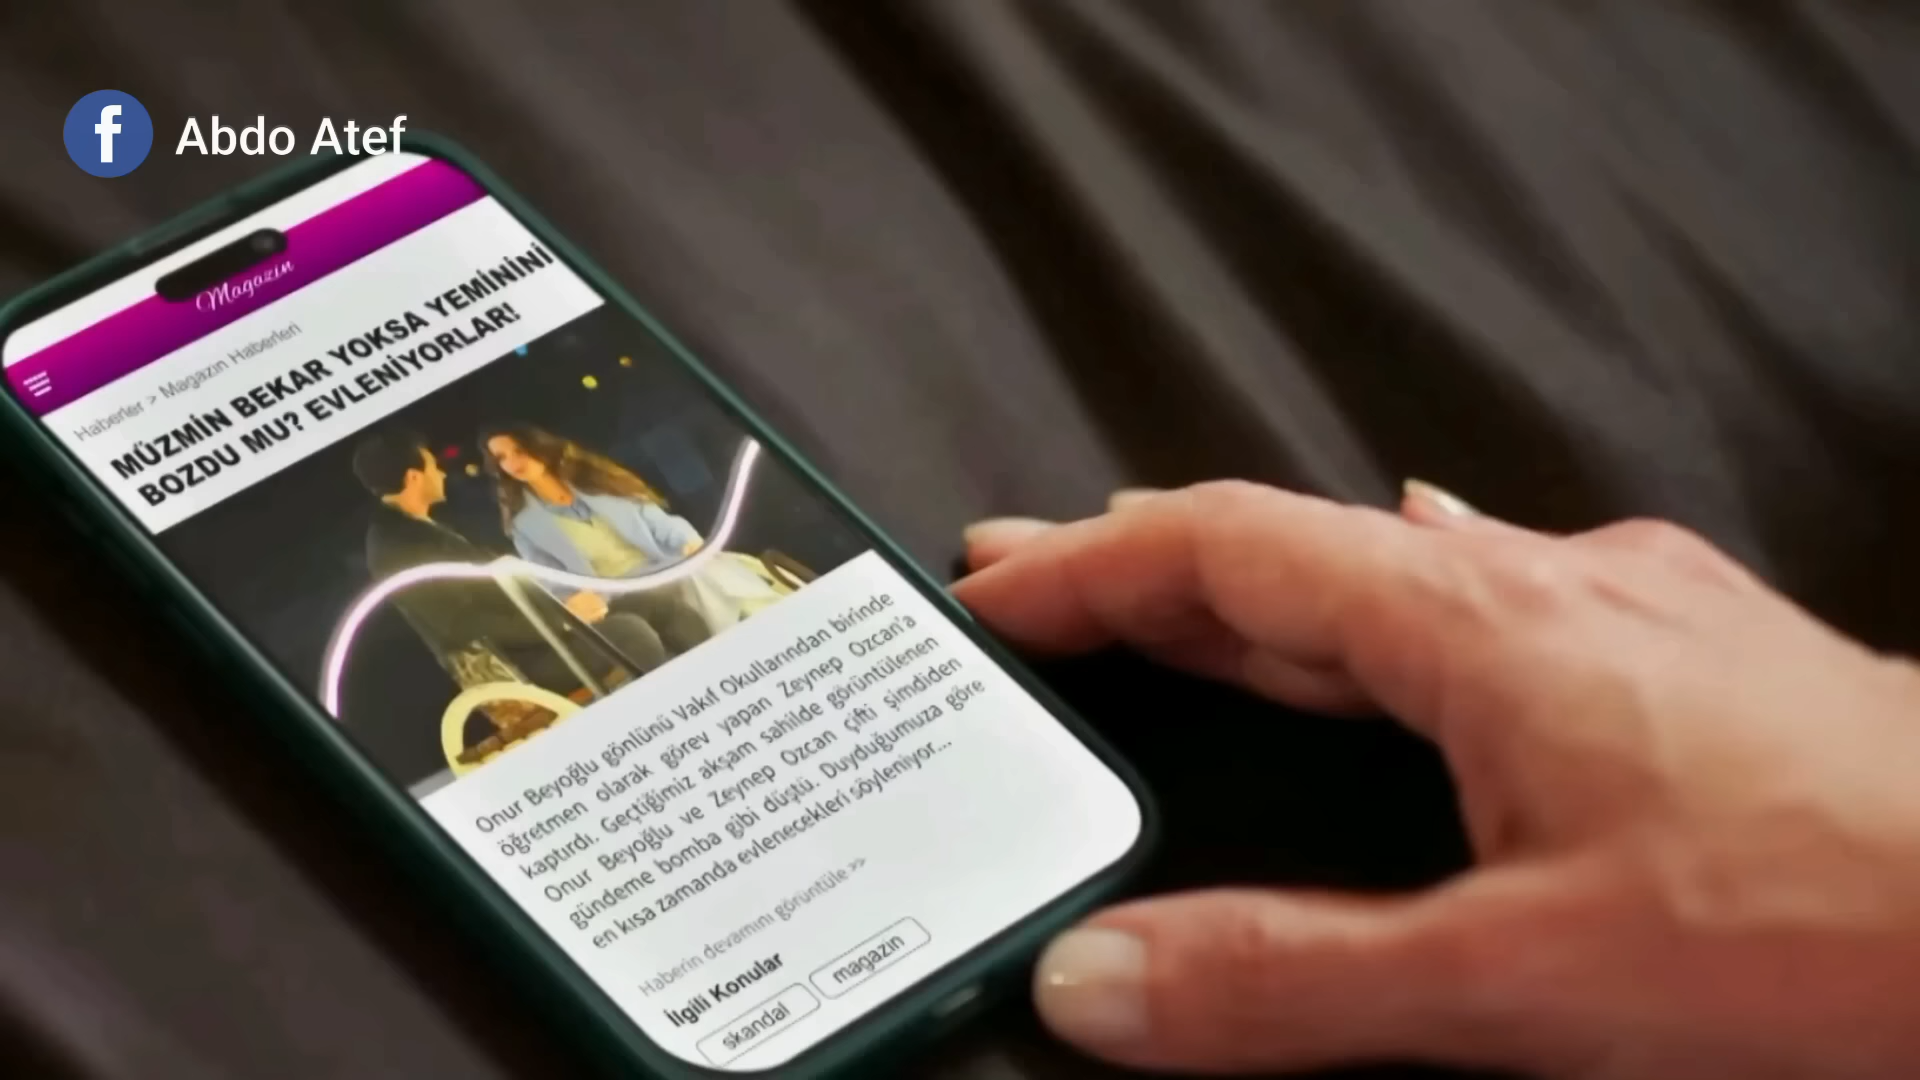 Abdo Atef
Magazin
Haberler > Magazin Haberleri
MÜZMİN BEKAR YOKSA YEMİNİNİ
BOZDU MU? EVLENİYORLAR!
Onur Beyoğlu gönlünü Vakıf Okullarından birinde
öğretmen olarak görev yapan Zeynep Ozcan'a
kaptırdı. Geçtiğimiz akşam sahilde görüntülenen
Onur Beyoğlu ve Zeynep Ozcan çifti şimdiden
gündeme bomba gibi düştü. Duyduğumuza göre
en kısa zamanda evlenecekleri söyleniyor...
Haberin devamını görüntüle >>
İlgili Konular
skandal
magazin